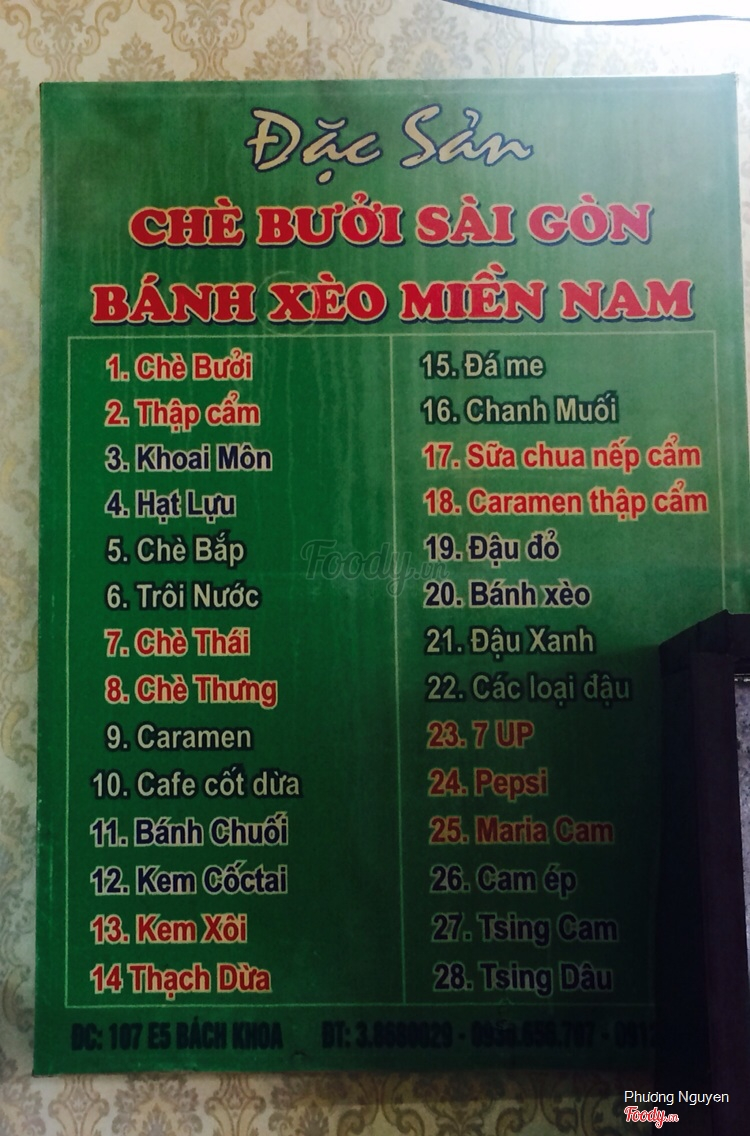 Đặc Sản
CHÈ BƯỞI SÀI GÒN
BÁNH XÈO MIỀN NAM
1. Chè Bưởi
2. Thập cẩm
3. Khoai Môn
4. Hạt Lựu
5. Chè Bắp
6. Trôi Nước
7. Chè Thái
8. Chè Thưng
9. Caramen
10. Cafe cốt dừa
11. Bánh Chuối
12. Kem Cốctai
13. Kem Xôi
14 Thạch Dừa
15. Đá me
16. Chanh Muối
17. Sữa chua nếp cẩm
18. Caramen thập cẩm
19. Đậu đỏ
20. Bánh xèo
21. Đậu Xanh
22. Các loại đậu
23. 7 UP
24. Pepsi
25. Maria Cam
26. Cam ép
27. Tsing Cam
28. Tsing Dâu
ĐC: 107 E5 BÁCH KHOA ĐT:
Foody.vn
Phương Nguyen
Foody.vn